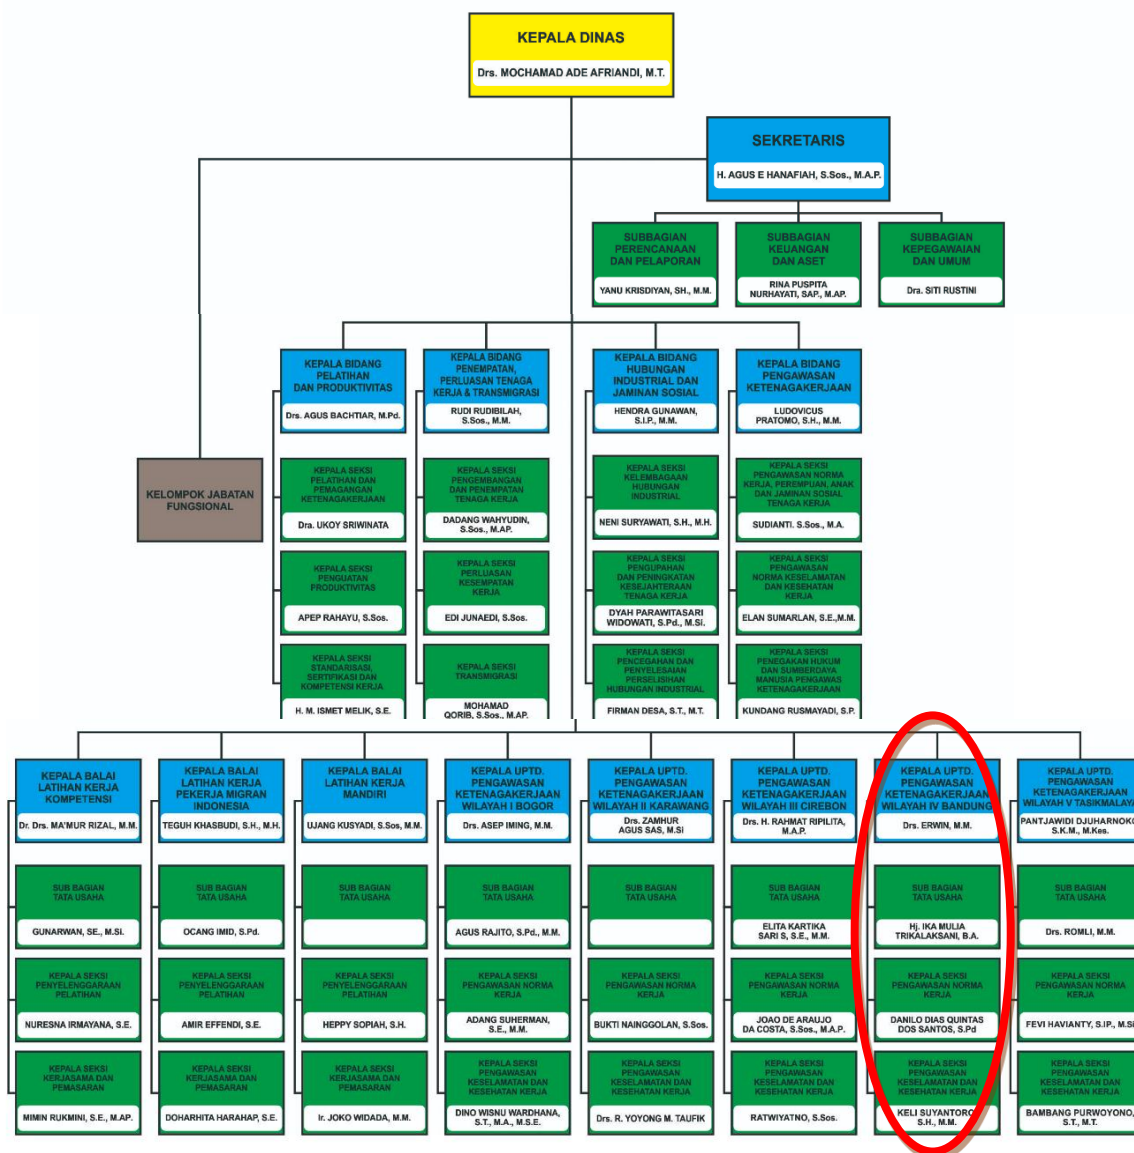 KEPALA DINAS
Drs. MOCHAMAD ADE AFRIANDI, M.T.
SEKRETARIS
H. AGUS E HANAFIAH, S.Sos., M.A.P.
SUBBAGIAN
PERENCANAAN
DAN PELAPORAN
YANU KRISDIYAN, SH., M.M.
SUBBAGIAN
KEUANGAN
DAN ASET
RINA PUSPITA
NURHAYATI, SAP., M.AP.
SUBBAGIAN
KEPEGAWAIAN
DAN UMUM
Dra. SITI RUSTINI
KELOMPOK JABATAN
FUNGSIONAL
KEPALA BIDANG
PELATIHAN
DAN PRODUKTIVITAS
Drs. AGUS BACHTIAR, M.Pd.
KEPALA SEKSI
PELATIHAN DAN
PEMAGANGAN
KETENAGAKERJAAN
Dra. UKOY SRIWINATA
KEPALA SEKSI
PENGUATAN
PRODUKTIVITAS
APEP RAHAYU, S.Sos.
KEPALA SEKSI
STANDARISASI,
SERTIFIKASI DAN
KOMPETENSI KERJA
H. M. ISMET MELIK, S.E.
KEPALA BIDANG
PENEMPATAN,
PERLUASAN TENAGA
KERJA & TRANSMIGRASI
RUDI RUDIBILAH,
S.Sos., M.M.
KEPALA SEKSI
PENGEMBANGAN
DAN PENEMPATAN
TENAGA KERJA
DADANG WAHYUDIN,
S.Sos., M.AP.
KEPALA SEKSI
PERLUASAN
KESEMPATAN
KERJA
EDI JUNAEDI, S.Sos.
KEPALA SEKSI
TRANSMIGRASI
MOHAMAD
QORIB, S.Sos., M.AP.
KEPALA BIDANG
HUBUNGAN
INDUSTRIAL DAN
JAMINAN SOSIAL
HENDRA GUNAWAN,
S.I.P., M.M.
KEPALA SEKSI
KELEMBAGAAN
HUBUNGAN
INDUSTRIAL
NENI SURYAWATI, S.H., M.H.
KEPALA SEKSI
PENGUPAHAN
DAN PENINGKATAN
KESEJAHTERAAN
TENAGA KERJA
DYAH PARAWITASARI
WIDOWATI, S.Pd., M.Si.
KEPALA SEKSI
PENCEGAHAN DAN
PENYELESAIAN
PERSELISIHAN
HUBUNGAN INDUSTRIAL
FIRMAN DESA, S.T., M.T.
KEPALA BIDANG
PENGAWASAN
KETENAGAKERJAAN
LUDOVICUS
PRATOMO, S.H., M.M.
KEPALA SEKSI
PENGAWASAN NORMA
KERJA, PEREMPUAN, ANAK
DAN JAMINAN SOSIAL
TENAGA KERJA
SUDIANTI. S.Sos., M.A.
KEPALA SEKSI
PENGAWASAN
NORMA KESELAMATAN
DAN KESEHATAN
KERJA
ELAN SUMARLAN, S.E.,M.M.
KEPALA SEKSI
PENEGAKAN HUKUM
DAN SUMBERDAYA
MANUSIA PENGAWAS
KETENAGAKERJAAN
KUNDANG RUSMAYADI, S.P.
KEPALA BALAI
LATIHAN KERJA
KOMPETENSI
Dr. Drs. MA'MUR RIZAL, M.M.
SUB BAGIAN
TATA USAHA
GUNARWAN, SE., M.Si.
KEPALA SEKSI
PENYELENGGARAAN
PELATIHAN
NURESNA IRMAYANA, S.E.
KEPALA SEKSI
KERJASAMA DAN
PEMASARAN
MIMIN RUKMINI, S.E., M.AP.
KEPALA BALAI
LATIHAN KERJA
PEKERJA MIGRAN
INDONESIA
TEGUH KHASBUDI, S.H., M.H.
SUB BAGIAN
TATA USAHA
OCANG IMID, S.Pd.
KEPALA SEKSI
PENYELENGGARAAN
PELATIHAN
AMIR EFFENDI, S.E.
KEPALA SEKSI
KERJASAMA DAN
PEMASARAN
DOHARHITA HARAHAP, S.E.
KEPALA BALAI
LATIHAN KERJA
MANDIRI
UJANG KUSYADI, S.Sos, M.M.
SUB BAGIAN
TATA USAHA
KEPALA SEKSI
PENYELENGGARAAN
PELATIHAN
HEPPY SOPIAH, S.H.
KEPALA SEKSI
KERJASAMA DAN
PEMASARAN
Ir. JOKO WIDADA, M.M.
KEPALA UPTD.
PENGAWASAN
KETENAGAKERJAAN
WILAYAH I BOGOR
Drs. ASEP IMING, M.M.
SUB BAGIAN
TATA USAHA
AGUS RAJITO, S.Pd., M.M.
KEPALA SEKSI
PENGAWASAN NORMA
KERJA
ADANG SUHERMAN,
S.E., M.M.
KEPALA SEKSI
PENGAWASAN
KESELAMATAN DAN
KESEHATAN KERJA
DINO WISNU WARDHANA,
S.T., M.A., M.S.E.
KEPALA UPTD.
PENGAWASAN
KETENAGAKERJAAN
WILAYAH II KARAWANG
Drs. ZAMHUR
AGUS SAS, M.Si
SUB BAGIAN
TATA USAHA
KEPALA SEKSI
PENGAWASAN NORMA
KERJA
BUKTI NAINGGOLAN, S.Sos.
KEPALA SEKSI
PENGAWASAN
KESELAMATAN DAN
KESEHATAN KERJA
Drs. R. YOYONG M. TAUFIK
KEPALA UPTD.
PENGAWASAN
KETENAGAKERJAAN
WILAYAH III CIREBON
Drs. H. RAHMAT RIPILITA,
M.A.P.
SUB BAGIAN
TATA USAHA
ELITA KARTIKA
SARI S, S.E., M.M.
KEPALA SEKSI
PENGAWASAN NORMA
KERJA
JOAO DE ARAUJO
DA COSTA, S.Sos., M.A.P.
KEPALA SEKSI
PENGAWASAN
KESELAMATAN DAN
KESEHATAN KERJA
RATWIYATNO, S.Sos.
KEPALA UPTD.
PENGAWASAN
KETENAGAKERJAAN
WILAYAH IV BANDUNG
Drs. ERWIN, M.M.
SUB BAGIAN
TATA USAHA
Hj. IKA MULIA
TRIKALAKSANI, B.A.
KEPALA SEKSI
PENGAWASAN NORMA
KERJA
DANILO DIAS QUINTAS
DOS SANTOS, S.Pd
KEPALA SEKSI
PENGAWASAN
KESELAMATAN DAN
KESEHATAN KERJA
KELI SUYANTORO
S.H., M.M.
KEPALA UPTD.
PENGAWASAN
KETENAGAKERJAAN
WILAYAH V TASIKMALAYA
PANTJAWIDI DJUHARNOKO
S.K.M., M.Kes.
SUB BAGIAN
TATA USAHA
Drs. ROMLI, M.M.
KEPALA SEKSI
PENGAWASAN NORMA
KERJA
FEVI HAVIANTY, S.IP., M.Si
KEPALA SEKSI
PENGAWASAN
KESELAMATAN DAN
KESEHATAN KERJA
BAMBANG PURWOYONO,
S.T., M.T.